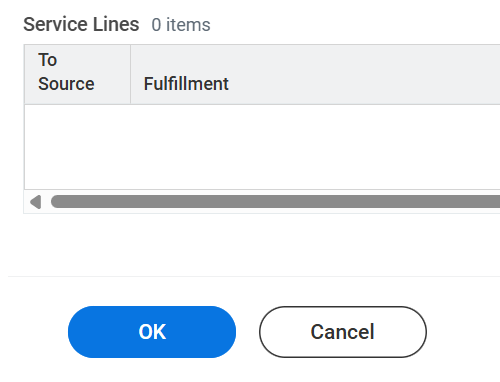 Service Lines 0 items
To
Source
Fulfillment
OK
Cancel